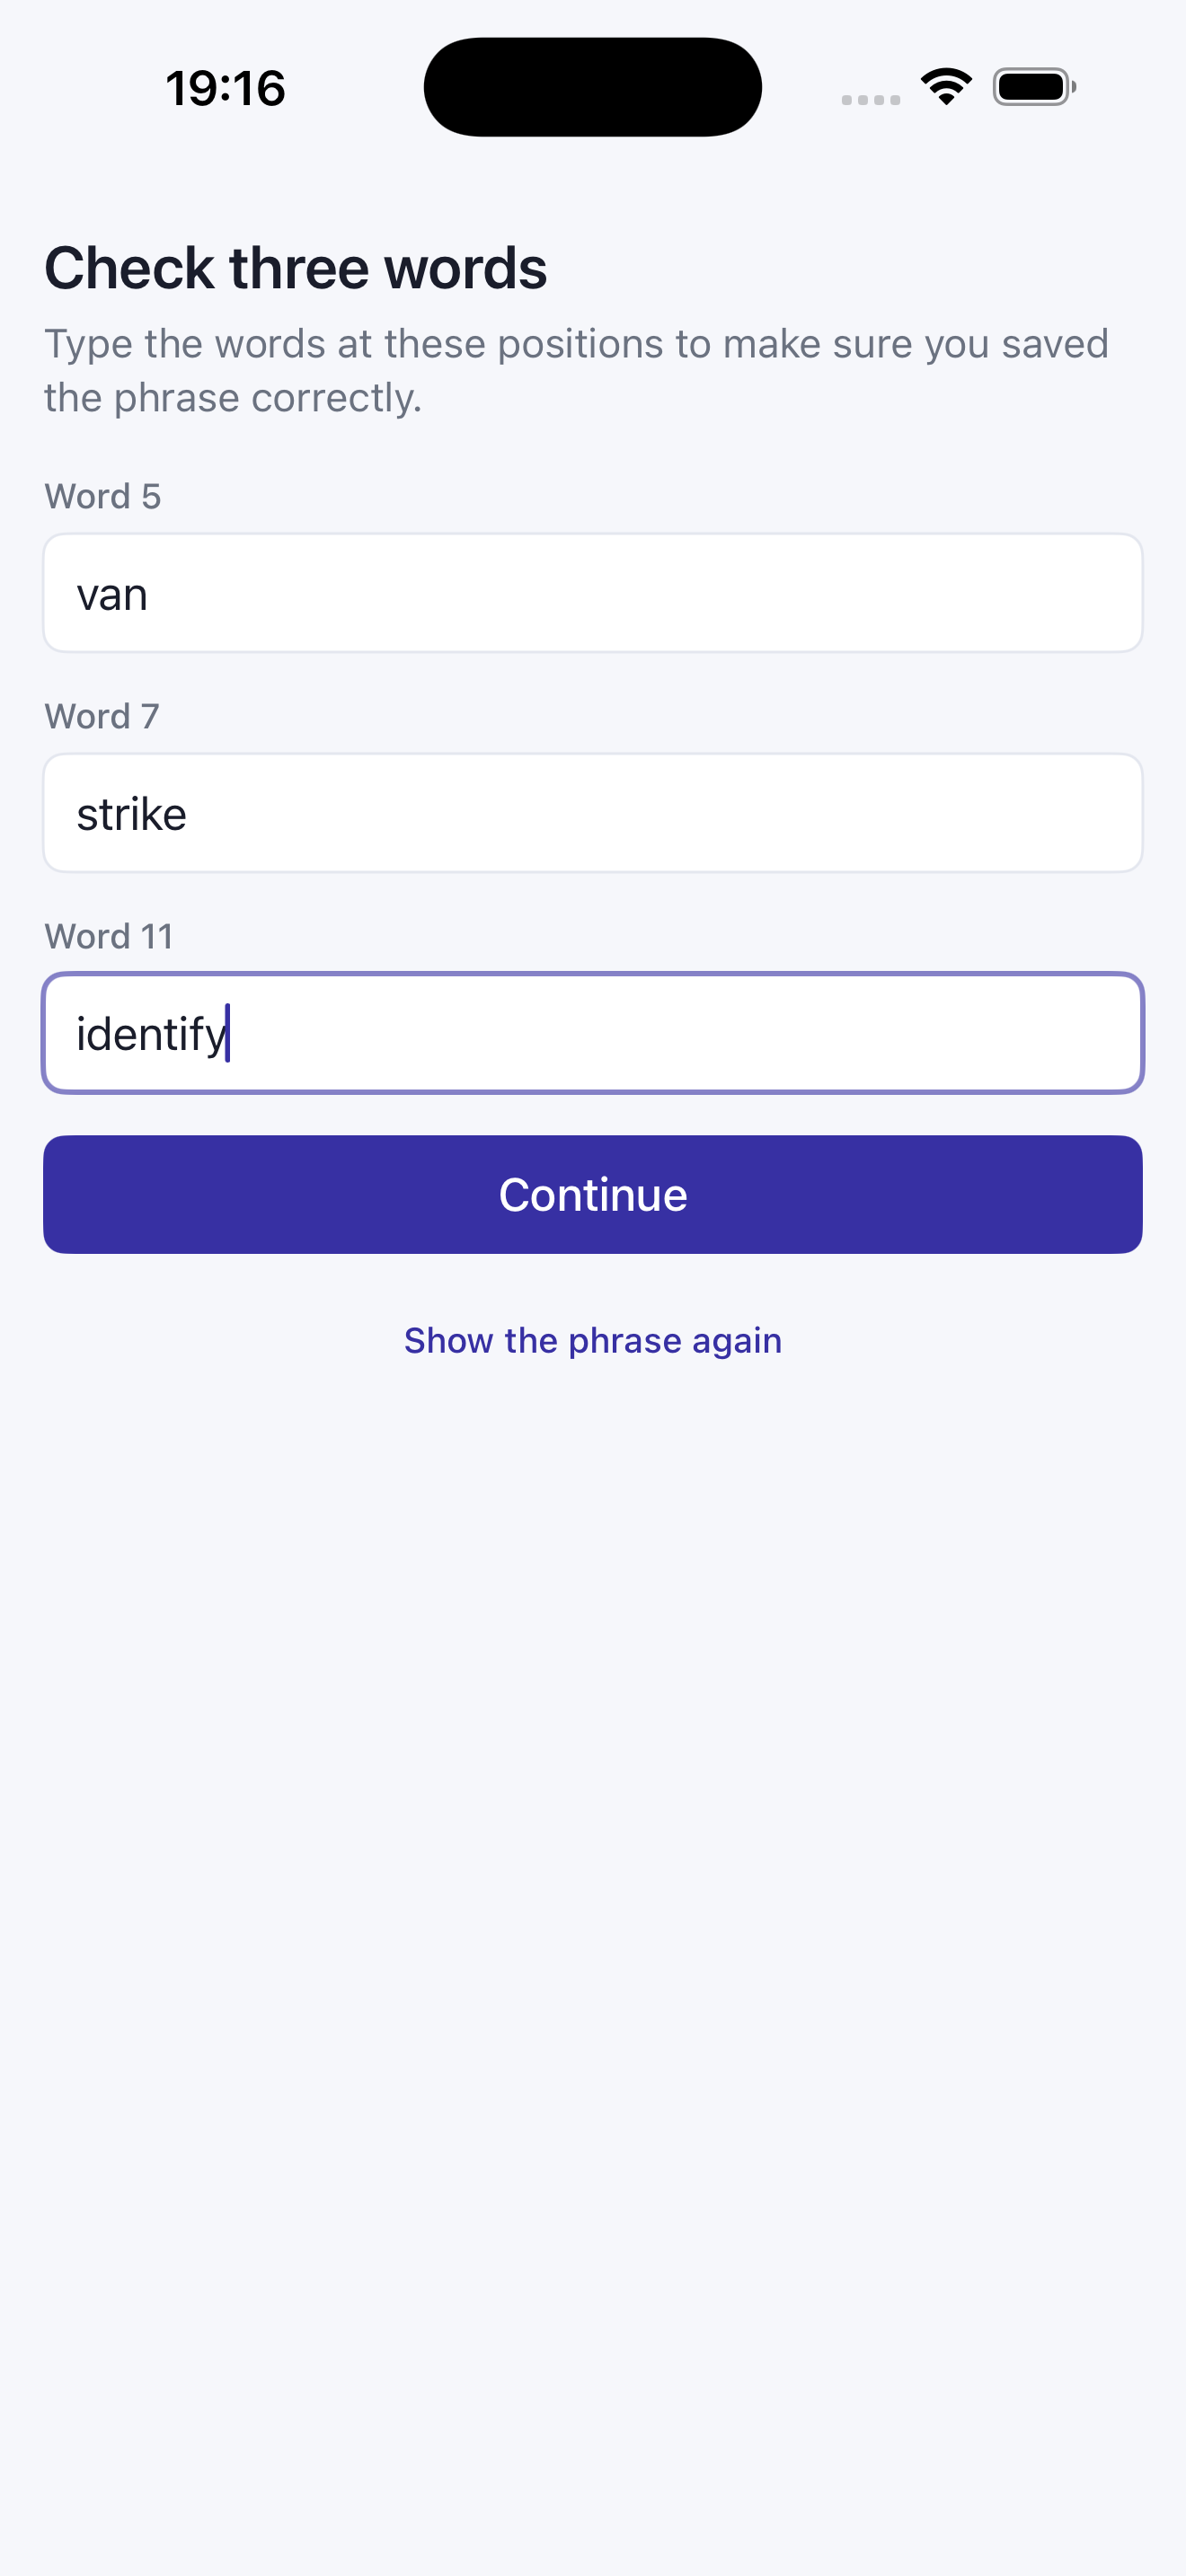 19:16
Check three words
Type the words at these positions to make sure you saved
the phrase correctly.
Word 5
van
Word 7
strike
Word 11
identify
Continue
Show the phrase again